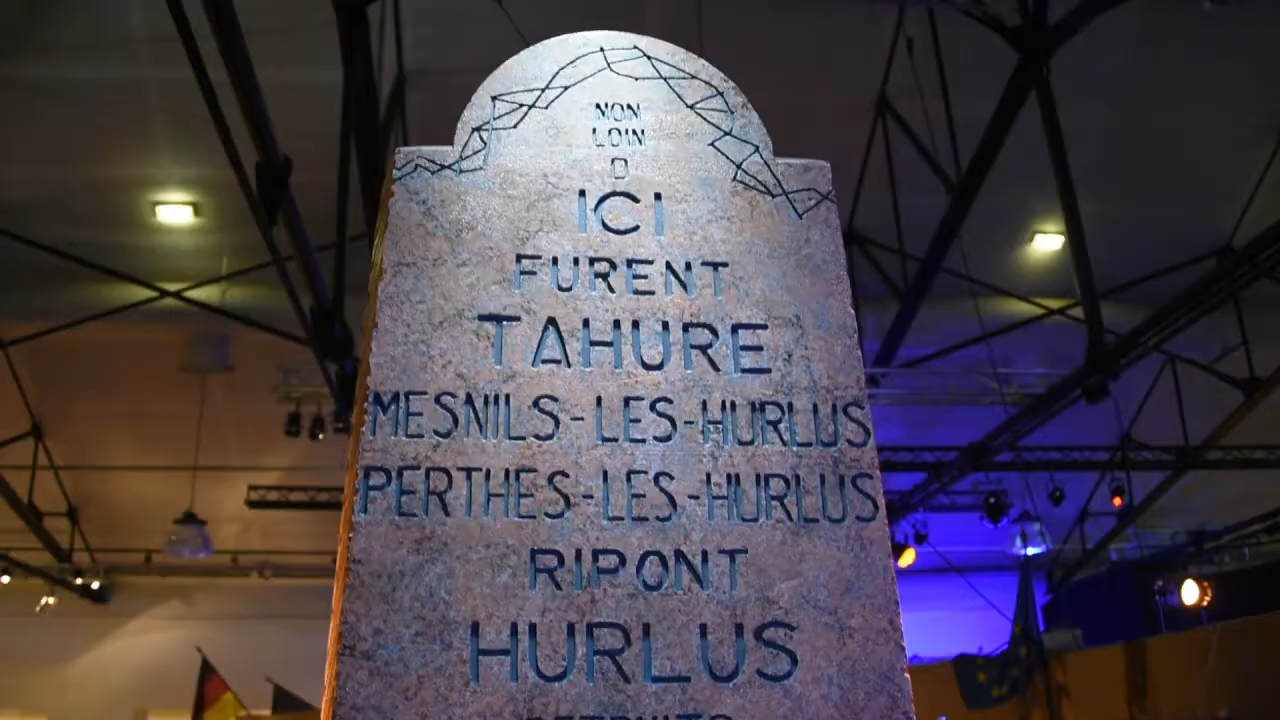 NON
LOIN
D
ICI
FURENT
TAHURE
MESNILS-LES-HURLUS
PERTHES-LES-HURLUS
RIPONT
HURLUS